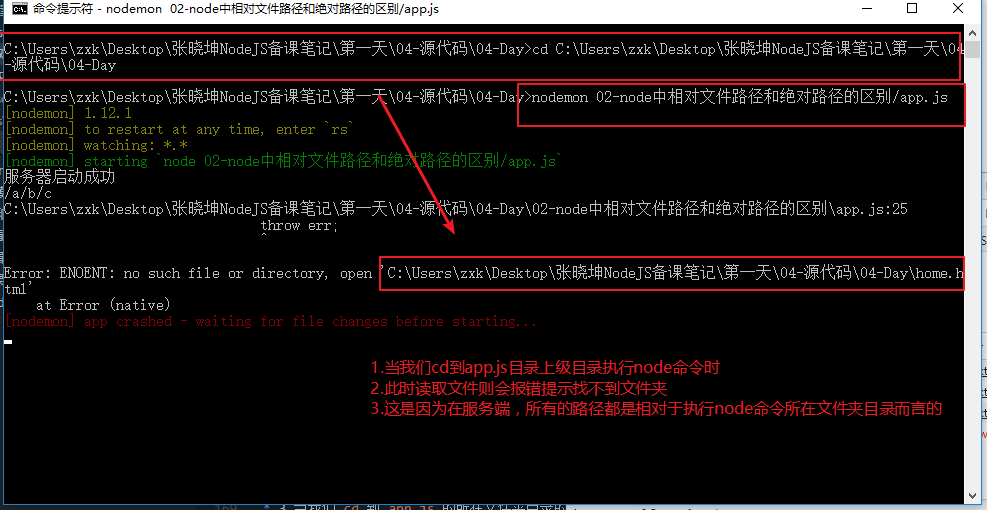 命令提示符 - nodemon  02-node中相对文件路径和绝对路径的区别/app.js
C:\Users\zxk\Desktop\张晓坤NodeJS备课笔记\第一天\04-源代码\04-Day>cd C:\Users\zxk\Desktop\张晓坤NodeJS备课笔记\第一天\04
-源代码\04-Day
C:\Users\zxk\Desktop\张晓坤NodeJS备课笔记\第一天\04-源代码\04-Day>nodemon 02-node中相对文件路径和绝对路径的区别/app.js
[nodemon] 1.12.1
[nodemon] to restart at any time, enter `rs`
[nodemon] watching: *.*
[nodemon] starting `node 02-node中相对文件路径和绝对路径的区别/app.js`
服务器启动成功
/a/b/c
C:\Users\zxk\Desktop\张晓坤NodeJS备课笔记\第一天\04-源代码\04-Day\02-node中相对文件路径和绝对路径的区别\app.js:25
throw err;
^
Error: ENOENT: no such file or directory, open 'C:\Users\zxk\Desktop\张晓坤NodeJS备课笔记\第一天\04-源代码\04-Day\home.h
tml'
at Error (native)
[nodemon] app crashed - waiting for file changes before starting...
1.当我们cd到app.js目录上级目录执行node命令时
2.此时读取文件则会报错提示找不到文件夹
3.这是因为在服务端，所有的路径都是相对于执行node命令所在文件夹目录而言的